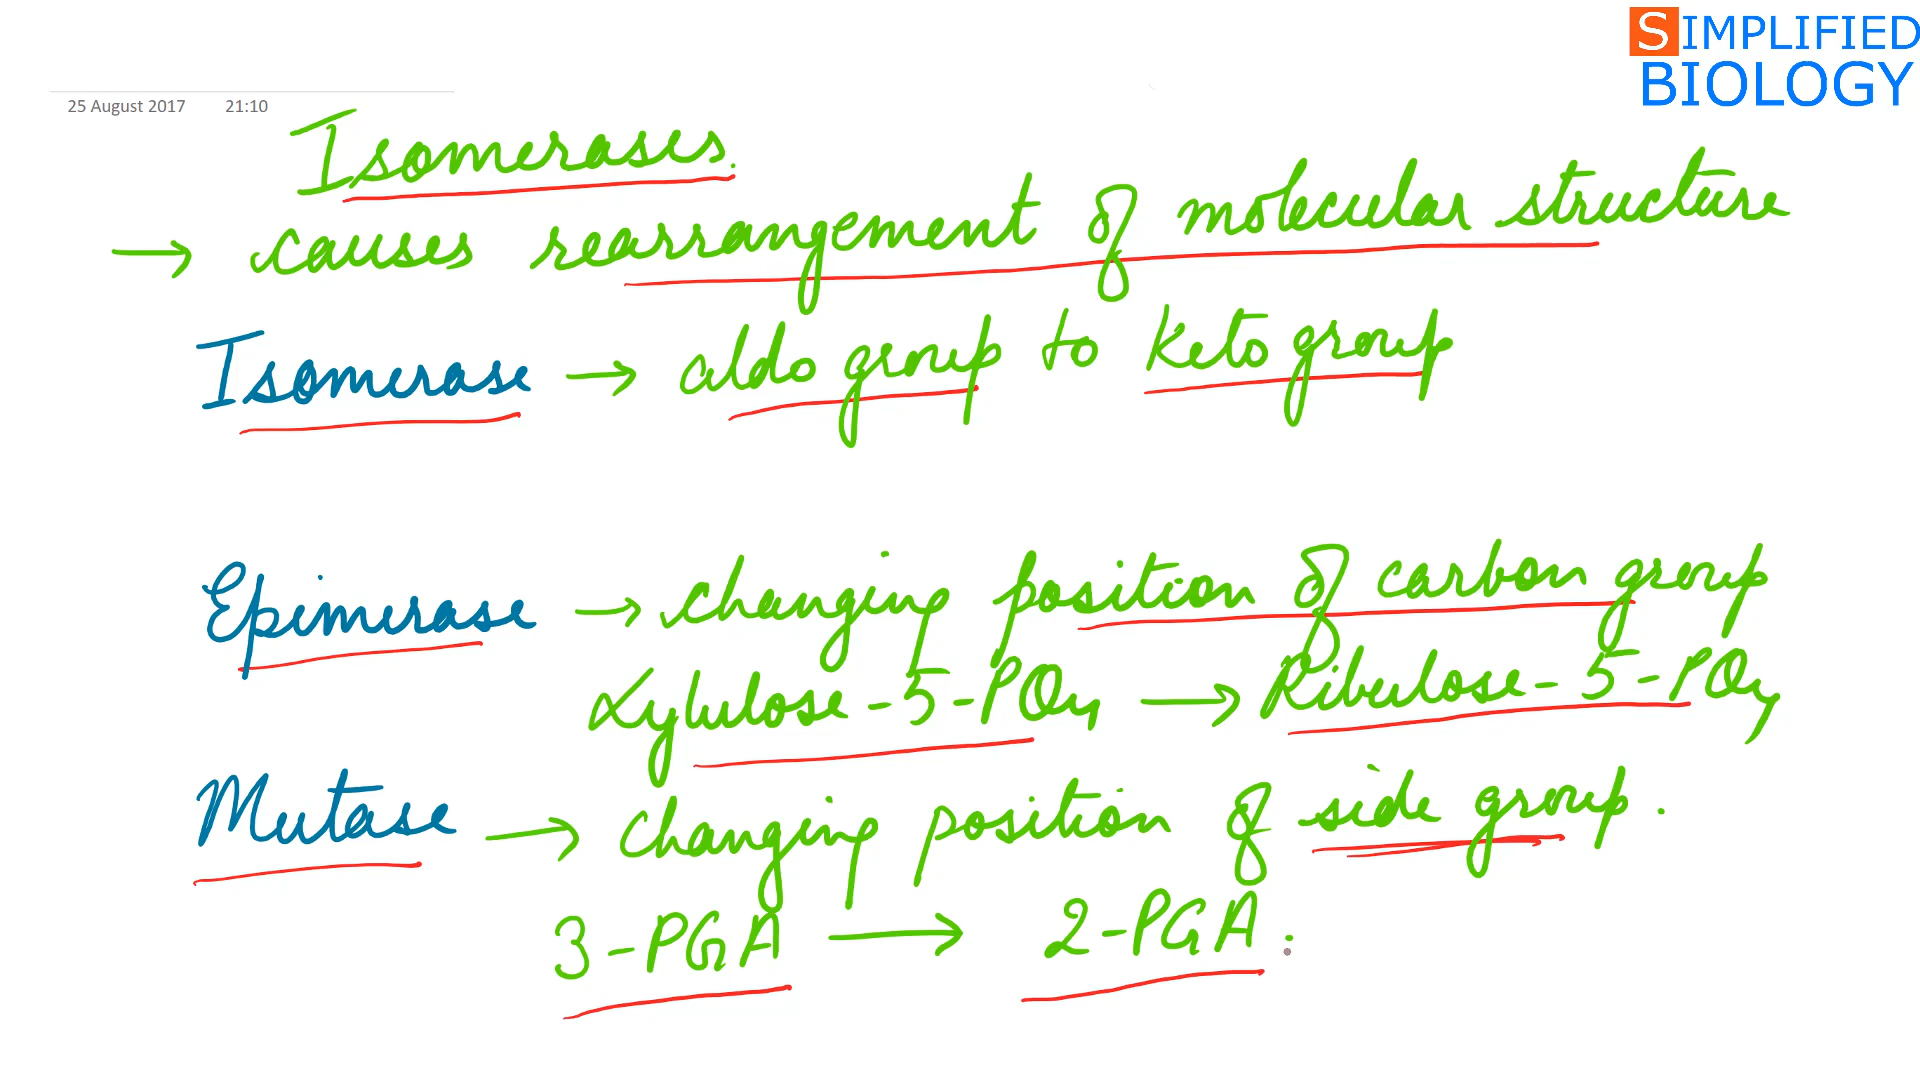 SIMPLIFIED
BIOLOGY
25 August 2017 21:10
Isomerases.
→ causes rearrangement of molecular structure
Isomerase → aldo group to keto group
Epimerase → changing position of carbon group
Xylulose-5-PO4 → Ribulose-5-PO4
Mutase → changing position of side group.
3-PGA → 2-PGA.